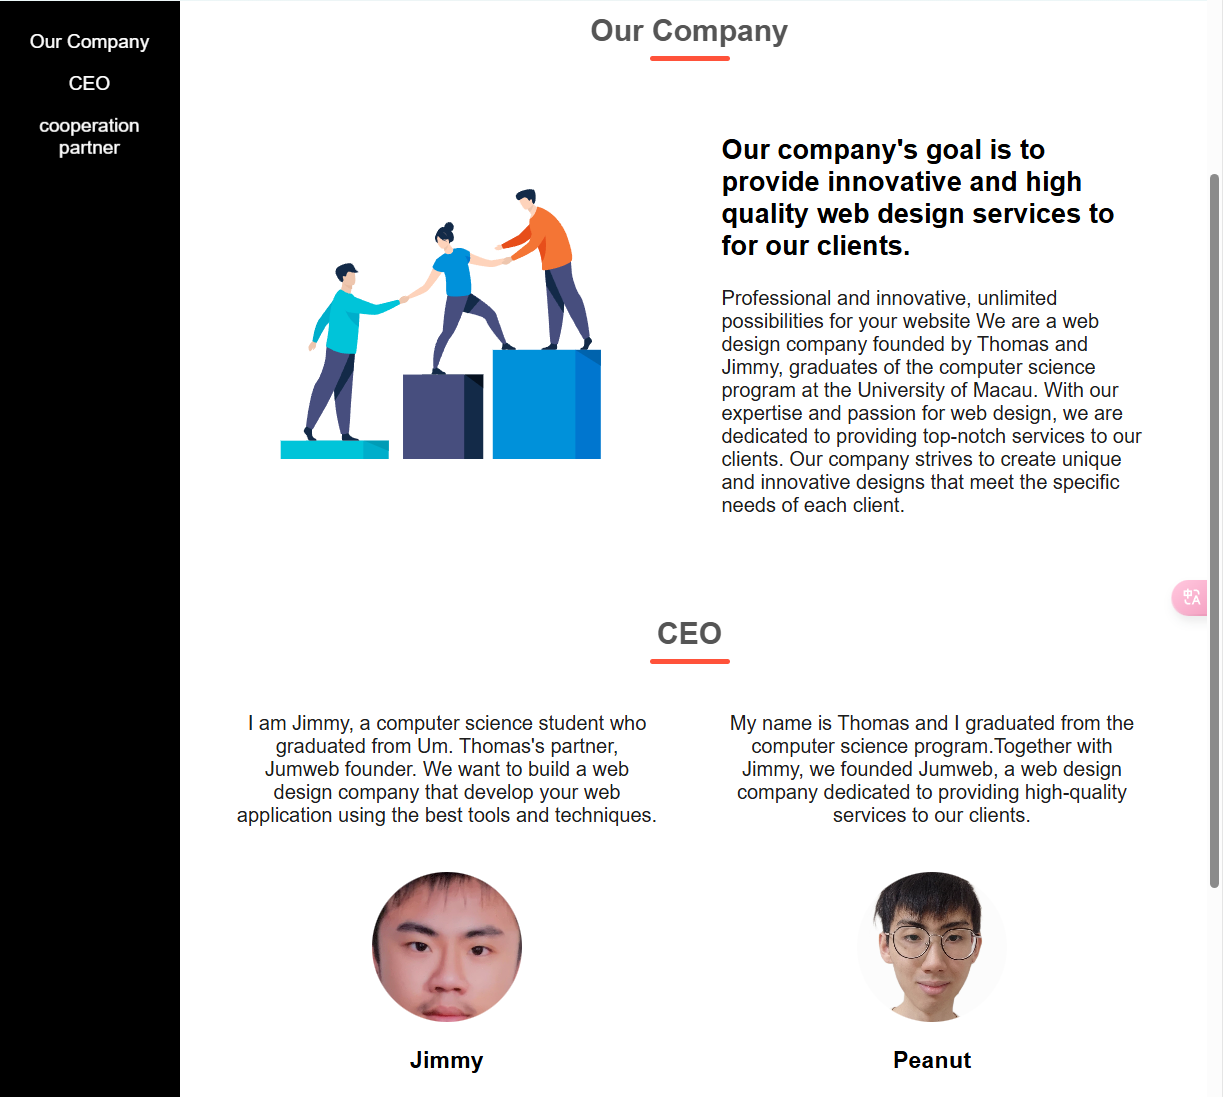 Our Company
CEO
cooperation
partner
Our Company
Our company's goal is to
provide innovative and high
quality web design services to
for our clients.
Professional and innovative, unlimited
possibilities for your website We are a web
design company founded by Thomas and
Jimmy, graduates of the computer science
program at the University of Macau. With our
expertise and passion for web design, we are
dedicated to providing top-notch services to our
clients. Our company strives to create unique
and innovative designs that meet the specific
needs of each client.
CEO
I am Jimmy, a computer science student who
graduated from Um. Thomas's partner,
Jumweb founder. We want to build a web
design company that develop your web
application using the best tools and techniques.
My name is Thomas and I graduated from the
computer science program.Together with
Jimmy, we founded Jumweb, a web design
company dedicated to providing high-quality
services to our clients.
Jimmy
Peanut
中
A